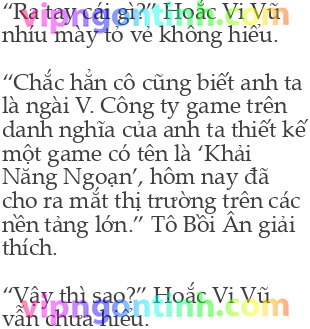 “Ra tay cái gì?” Hoắc Vi Vũ
nhíu mày tỏ vẻ không hiểu.
“Chắc hẳn cô cũng biết anh ta
là ngài V. Công ty game trên
danh nghĩa của anh ta thiết kế
một game có tên là ‘Khải
Năng Ngoạn’, hôm nay đã
cho ra mắt thị trường trên các
nền tảng lớn.” Tô Bồi Ân giải
thích.
“Vậy thì sao?” Hoắc Vi Vũ
vẫn chưa hiểu.
vipngontinh.com
vipngontinh.com